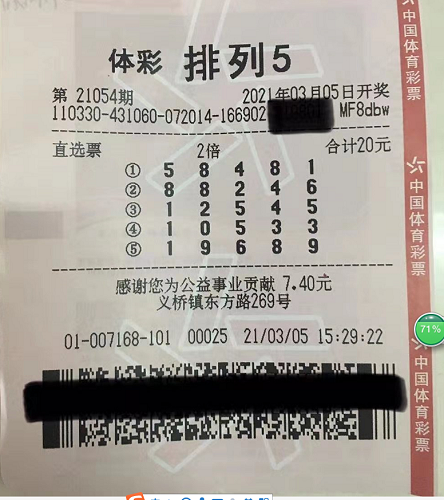 体彩 排列5
第 21054期 2021年03月05日开奖
110330-431060-072014-166902 MF8dbw
直选票 2倍 合计20元
① 5 8 4 8 1
② 8 8 2 4 6
③ 1 2 5 4 5
④ 1 0 5 3 3
⑤ 1 9 6 8 9
感谢您为公益事业贡献 7.40元
义桥镇东方路269号
01-007168-101 00025 21/03/05 15:29:22
中国体育彩票
中国体育彩票
中国体育彩票
71%